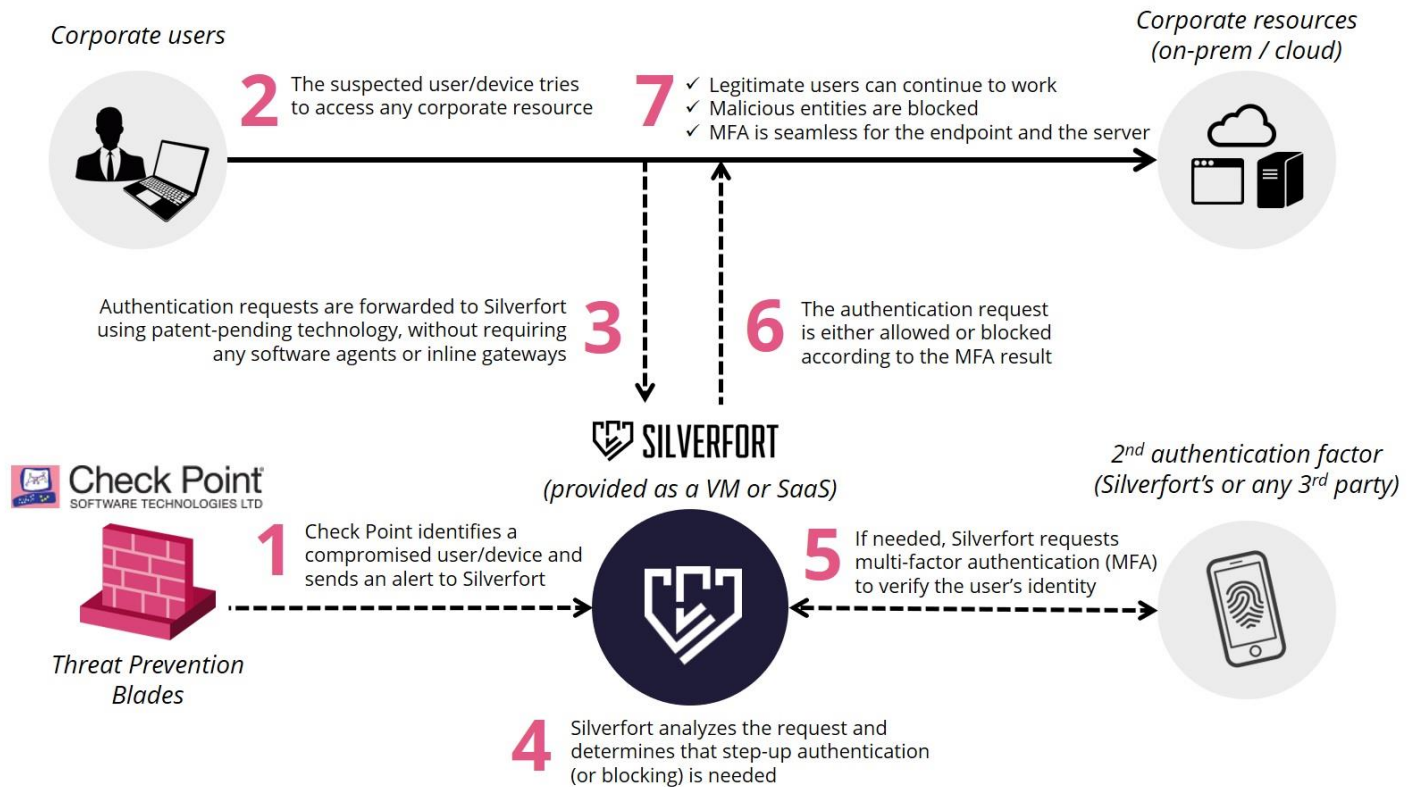 Corporate users
Corporate resources
(on-prem / cloud)
2
The suspected user/device tries
to access any corporate resource
7
✓ Legitimate users can continue to work
✓ Malicious entities are blocked
✓ MFA is seamless for the endpoint and the server
Authentication requests are forwarded to Silverfort
using patent-pending technology, without requiring
any software agents or inline gateways
3
6
The authentication request
is either allowed or blocked
according to the MFA result
SILVERFORT
(provided as a VM or SaaS)
2nd authentication factor
(Silverfort's or any 3rd party)
Check Point
SOFTWARE TECHNOLOGIES LTD
1
Check Point identifies a
compromised user/device and
sends an alert to Silverfort
5
If needed, Silverfort requests
multi-factor authentication (MFA)
to verify the user's identity
Threat Prevention
Blades
4
Silverfort analyzes the request and
determines that step-up authentication
(or blocking) is needed